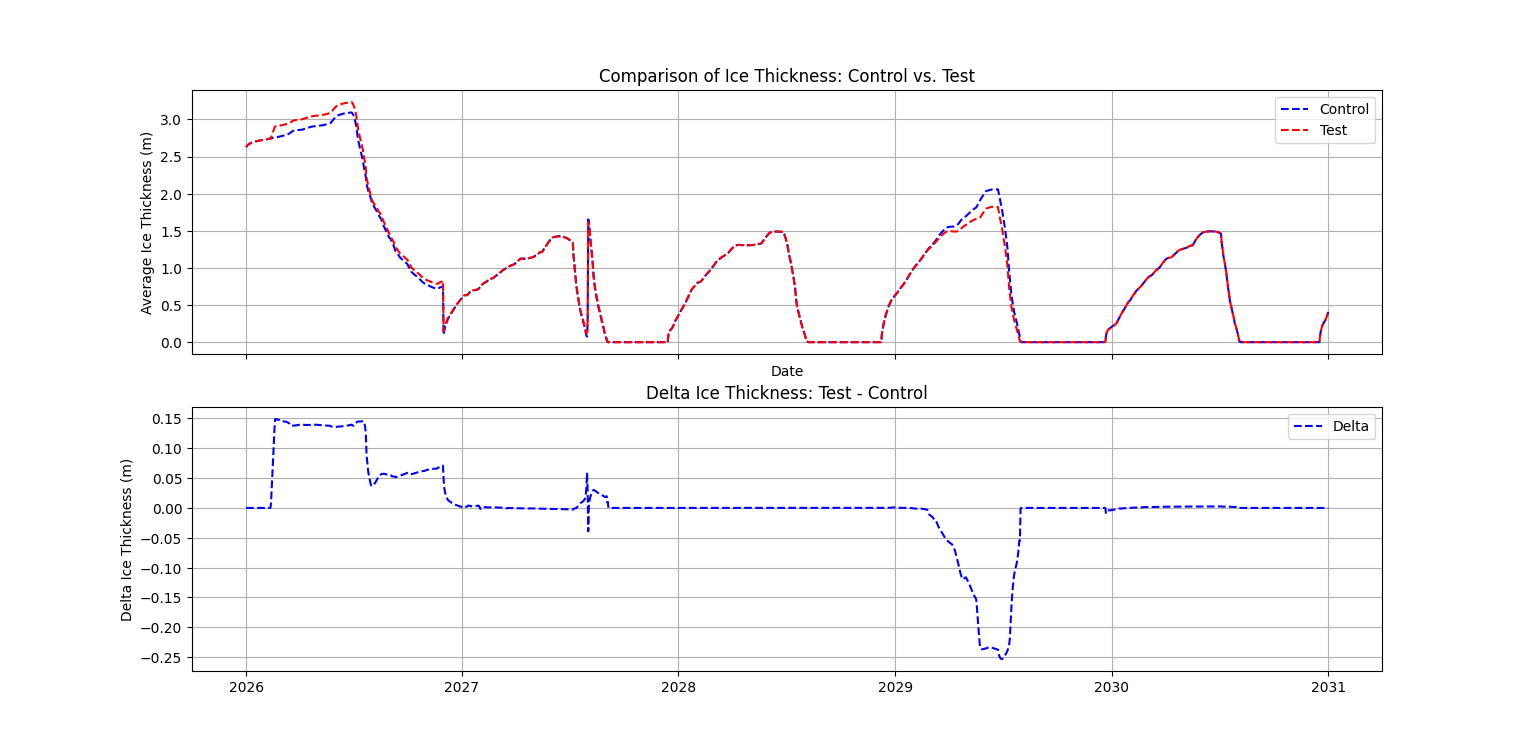 Comparison of Ice Thickness: Control vs. Test
Average Ice Thickness (m)
3.0
2.5
2.0
1.5
1.0
0.5
0.0
Control
Test
Date
Delta Ice Thickness: Test - Control
Delta Ice Thickness (m)
0.15
0.10
0.05
0.00
−0.05
−0.10
−0.15
−0.20
−0.25
Delta
2026 2027 2028 2029 2030 2031